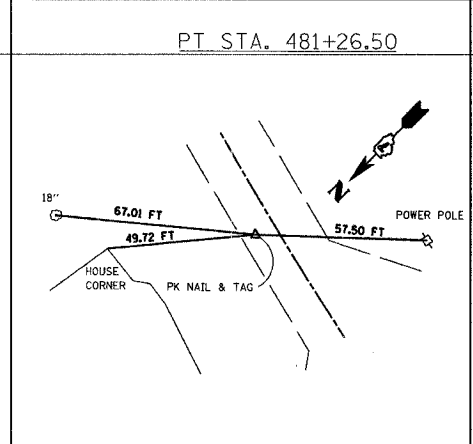 PT STA. 481+26.50
N
18"
67.01 FT
POWER POLE
57.50 FT
49.72 FT
HOUSE
CORNER
PK NAIL & TAG